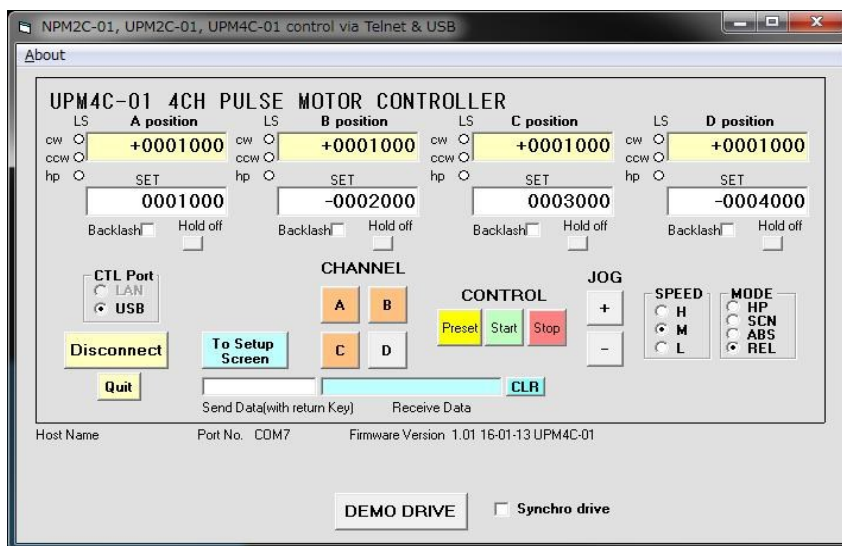 NPM2C-01, UPM2C-01, UPM4C-01 control via Telnet & USB
About
UPM4C-01 4CH PULSE MOTOR CONTROLLER
LS A position LS B position LS C position LS D position
cw +0001000 cw +0001000 cw +0001000 cw +0001000
ccw ccw ccw ccw
hp SET hp SET hp SET hp SET
0001000 -0002000 0003000 -0004000
Backlash Hold off Backlash Hold off Backlash Hold off Backlash Hold off
CTL Port
LAN
USB
Disconnect
Quit
To Setup
Screen
CHANNEL
A B
C D
CONTROL
Preset Start Stop
JOG
+
-
SPEED
H
M
L
MODE
HP
SCN
ABS
REL
CLR
Send Data(with return Key) Receive Data
Host Name Port No. COM7 Firmware Version 1.01 16-01-13 UPM4C-01
DEMO DRIVE Synchro drive